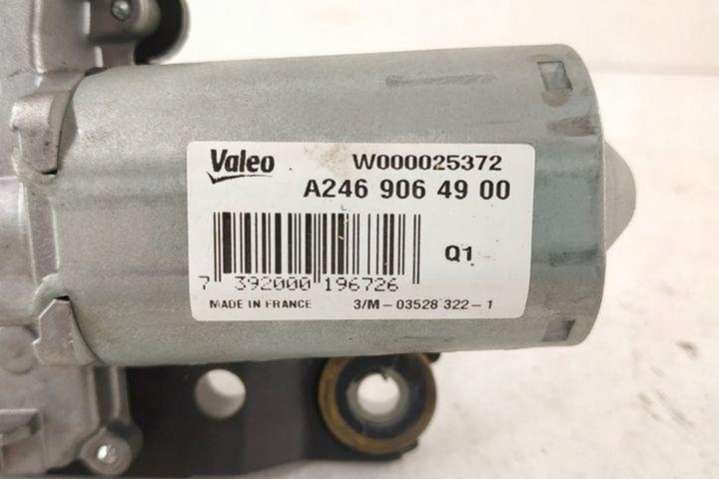 Valeo W000025372
A246 906 49 00
Q1
7 392000 196726
MADE IN FRANCE 3/M-03528 322-1